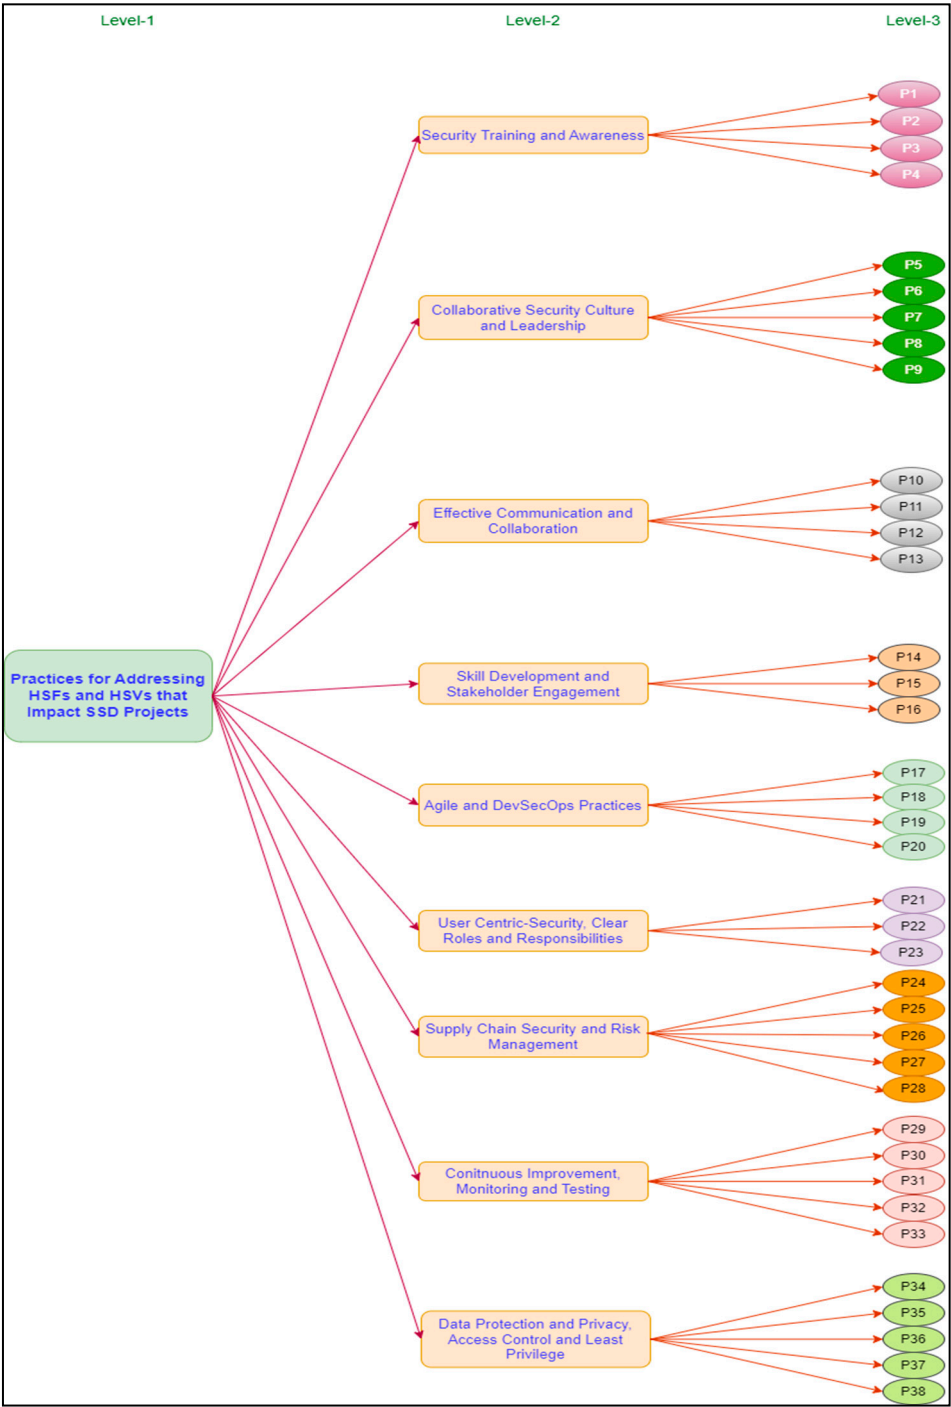 Level-1
Level-2
Level-3
Practices for Addressing
HSFs and HSVs that
Impact SSD Projects
Security Training and Awareness
P1
P2
P3
P4
Collaborative Security Culture
and Leadership
P5
P6
P7
P8
P9
Effective Communication and
Collaboration
P10
P11
P12
P13
Skill Development and
Stakeholder Engagement
P14
P15
P16
Agile and DevSecOps Practices
P17
P18
P19
P20
User Centric-Security, Clear
Roles and Responsibilities
P21
P22
P23
Supply Chain Security and Risk
Management
P24
P25
P26
P27
P28
Conitnuous Improvement,
Monitoring and Testing
P29
P30
P31
P32
P33
Data Protection and Privacy,
Access Control and Least
Privilege
P34
P35
P36
P37
P38